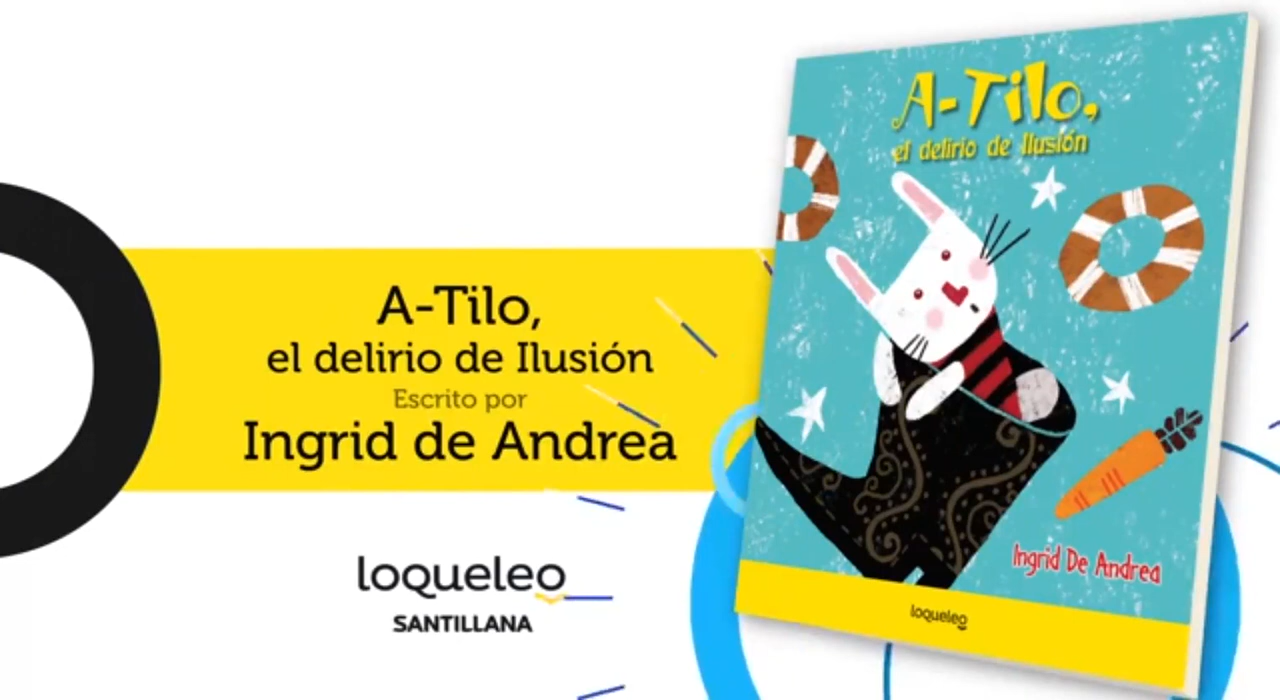 A-Tilo,
el delirio de Ilusión
Escrito por
Ingrid de Andrea
loqueleo
SANTILLANA
A-Tilo,
el delirio de Ilusión
Ingrid De Andrea
loqueleo